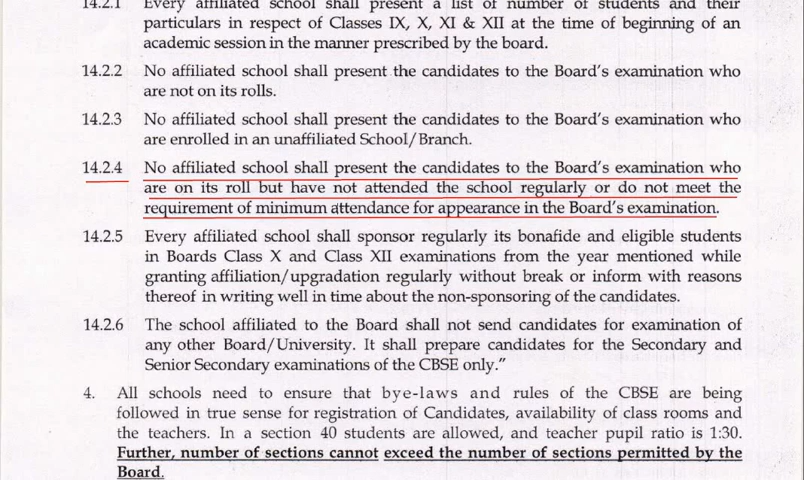 14.2.1 Every affiliated school shall present a list of number of students and their
particulars in respect of Classes IX, X, XI & XII at the time of beginning of an
academic session in the manner prescribed by the board.
14.2.2 No affiliated school shall present the candidates to the Board's examination who
are not on its rolls.
14.2.3 No affiliated school shall present the candidates to the Board's examination who
are enrolled in an unaffiliated School/Branch.
14.2.4 No affiliated school shall present the candidates to the Board's examination who
are on its roll but have not attended the school regularly or do not meet the
requirement of minimum attendance for appearance in the Board's examination.
14.2.5 Every affiliated school shall sponsor regularly its bonafide and eligible students
in Boards Class X and Class XII examinations from the year mentioned while
granting affiliation/upgradation regularly without break or inform with reasons
thereof in writing well in time about the non-sponsoring of the candidates.
14.2.6 The school affiliated to the Board shall not send candidates for examination of
any other Board/University. It shall prepare candidates for the Secondary and
Senior Secondary examinations of the CBSE only."
4. All schools need to ensure that bye-laws and rules of the CBSE are being
followed in true sense for registration of Candidates, availability of class rooms and
the teachers. In a section 40 students are allowed, and teacher pupil ratio is 1:30.
Further, number of sections cannot exceed the number of sections permitted by the
Board.